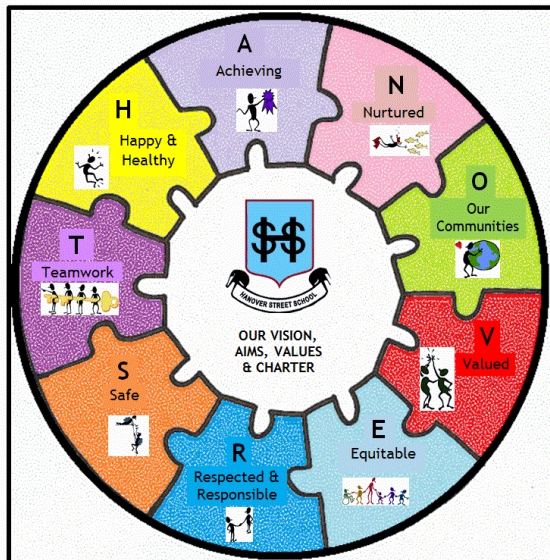 H
Happy &
Healthy
A
Achieving
N
Nurtured
O
Our
Communities
V
Valued
E
Equitable
R
Respected &
Responsible
S
Safe
T
Teamwork
HANOVER STREET SCHOOL
OUR VISION,
AIMS, VALUES
& CHARTER